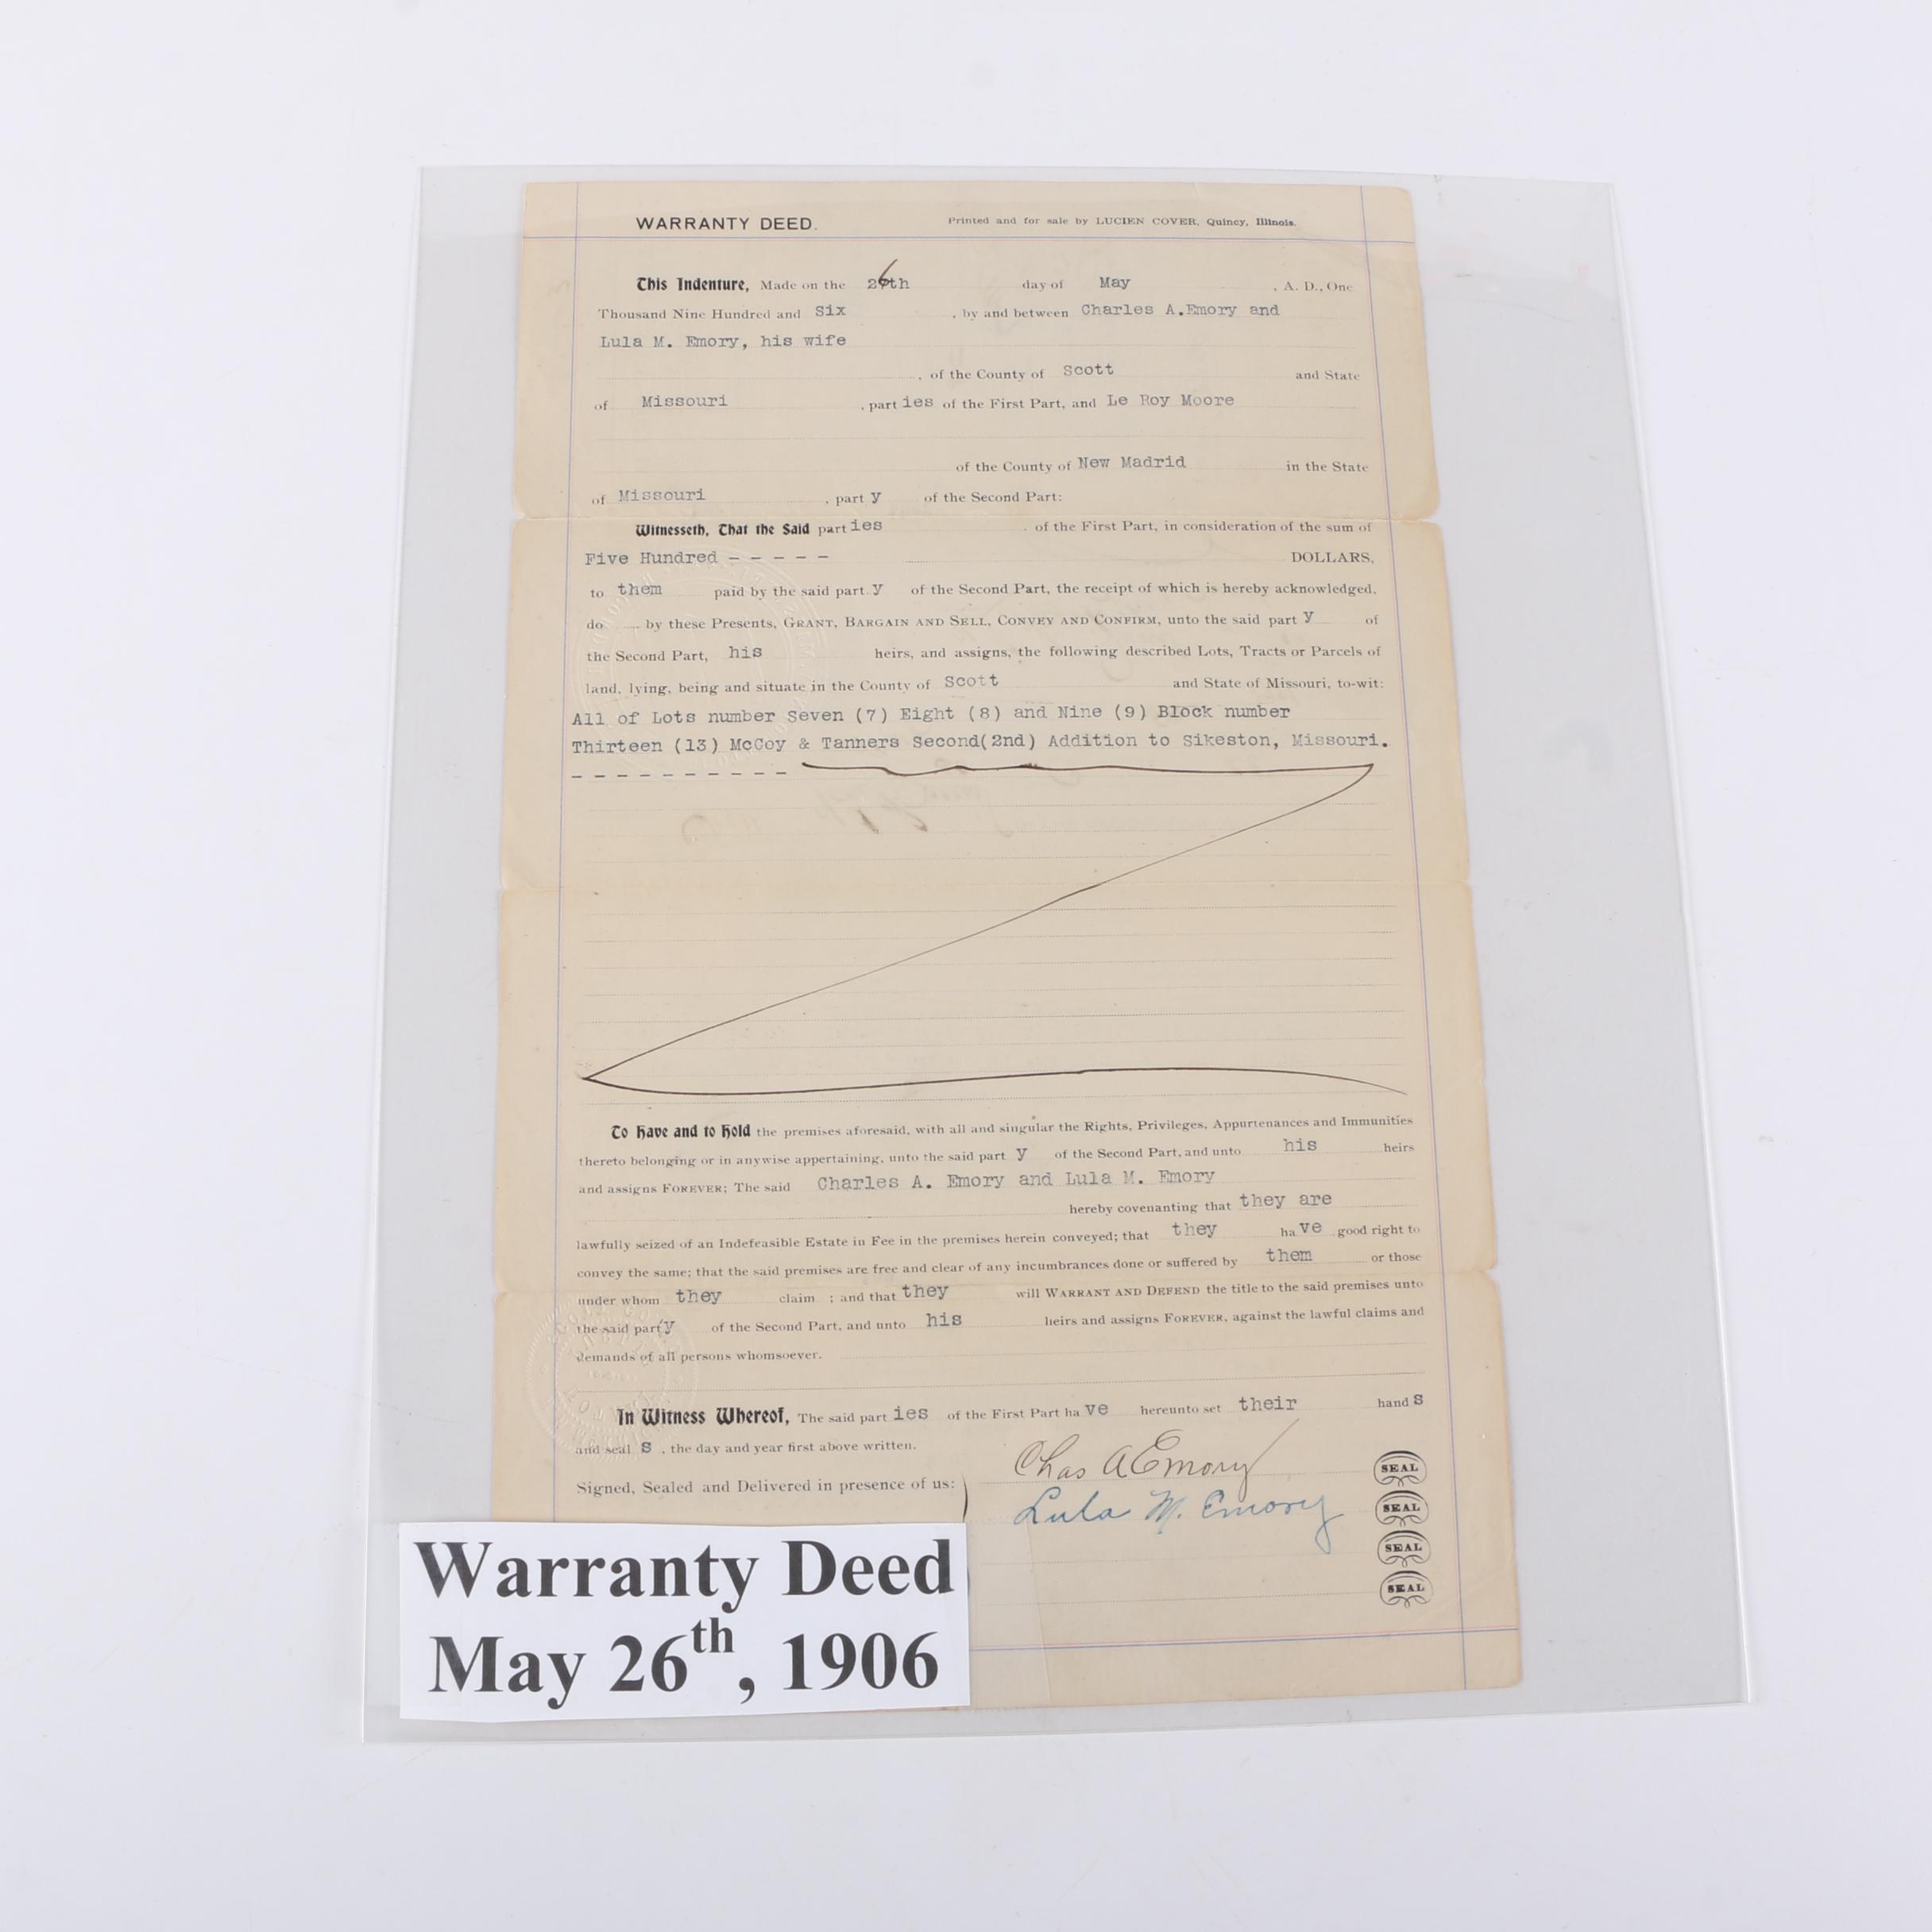 WARRANTY DEED. Printed and for sale by LUCIEN COVER, Quincy, Illinois.
This Indenture, Made on the 26th day of May , A. D., One
Thousand Nine Hundred and Six , by and between Charles A.Emory and
Lula M. Emory, his wife
, of the County of Scott and State
of Missouri , parties of the First Part, and Le Roy Moore
of the County of New Madrid in the State
of Missouri , party of the Second Part:
Witnesseth, That the Said parties of the First Part, in consideration of the sum of
Five Hundred - - - - - DOLLARS,
to them paid by the said party of the Second Part, the receipt of which is hereby acknowledged,
do by these Presents, GRANT, BARGAIN AND SELL, CONVEY AND CONFIRM, unto the said party of
the Second Part, his heirs, and assigns, the following described Lots, Tracts or Parcels of
land, lying, being and situate in the County of Scott and State of Missouri, to-wit:
All of Lots number Seven (7) Eight (8) and Nine (9) Block number
Thirteen (13) McCoy & Tanners Second(2nd) Addition to Sikeston, Missouri.
- - - - - - - - - -
To have and to hold the premises aforesaid, with all and singular the Rights, Privileges, Appurtenances and Immunities
thereto belonging or in anywise appertaining, unto the said party of the Second Part, and unto his heirs
and assigns FOREVER; The said Charles A. Emory and Lula M. Emory
hereby covenanting that they are
lawfully seized of an Indefeasible Estate in Fee in the premises herein conveyed; that they have good right to
convey the same; that the said premises are free and clear of any incumbrances done or suffered by them or those
under whom they claim ; and that they will WARRANT AND DEFEND the title to the said premises unto
the said party of the Second Part, and unto his heirs and assigns FOREVER, against the lawful claims and
demands of all persons whomsoever.
In Witness Whereof, The said parties of the First Part have hereunto set their hands
and seals , the day and year first above written.
Signed, Sealed and Delivered in presence of us:
Chas A Emory SEAL
Lula M. Emory SEAL
SEAL
SEAL
Warranty Deed
May 26th, 1906